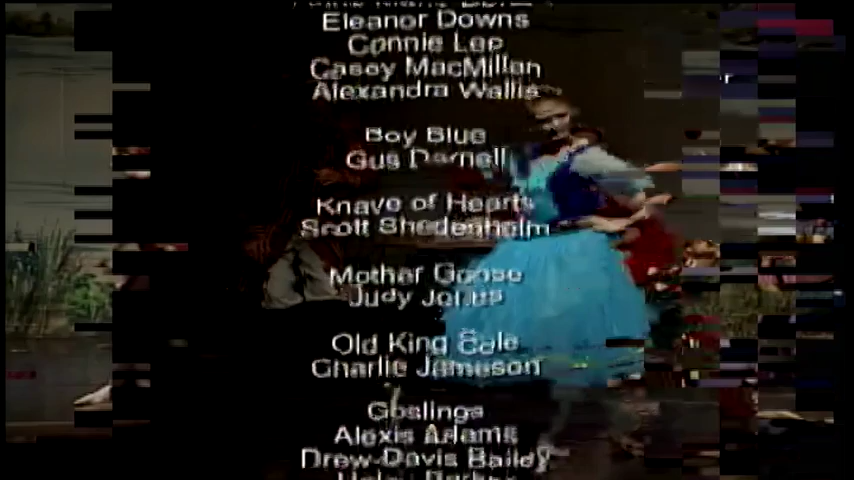 Eleanor Downs
Connie Lee
Casey MacMillan
Alexandra Wallis
Boy Blue
Gus Darnell
Knave of Hearts
Scott
Mother Goose
Judy Jones
Old King Cole
Charlie Jameson
Goslings
Alexis Adams
Drew-Davis Bailey